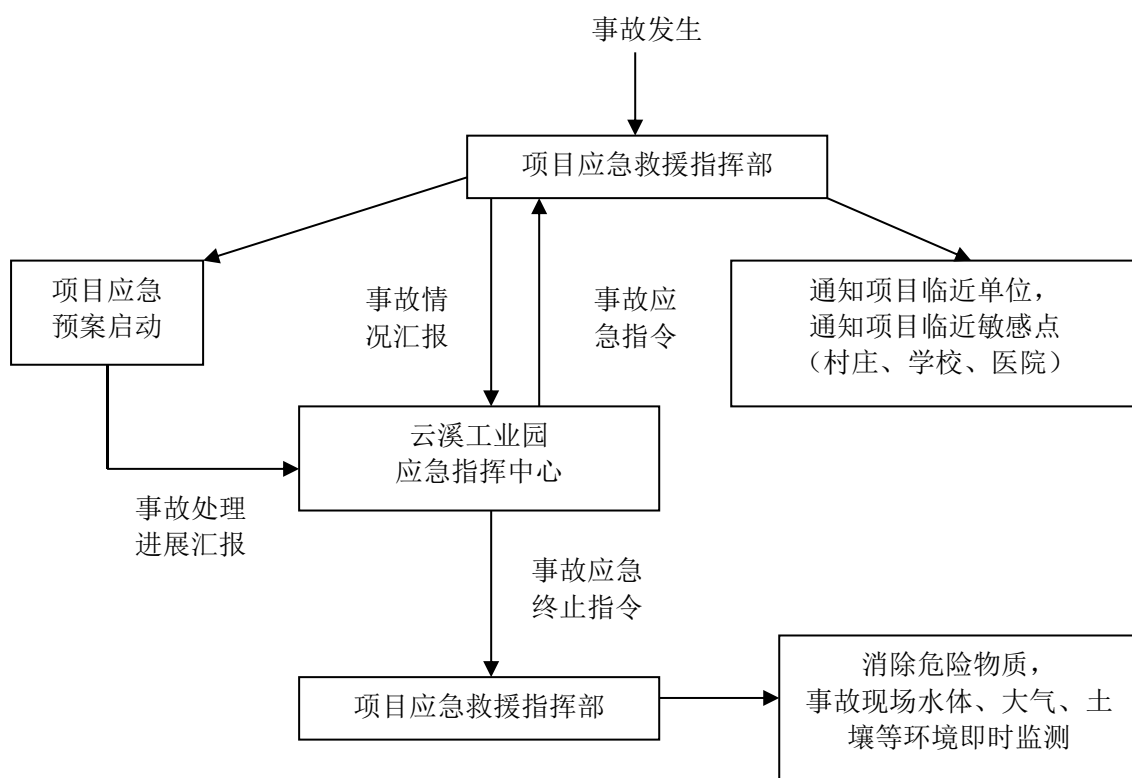 事故发生
项目应急救援指挥部
项目应急
预案启动
事故情
况汇报
事故应
急指令
通知项目临近单位，
通知项目临近敏感点
（村庄、学校、医院）
云溪工业园
应急指挥中心
事故处理
进展汇报
事故应急
终止指令
项目应急救援指挥部
消除危险物质，
事故现场水体、大气、土
壤等环境即时监测